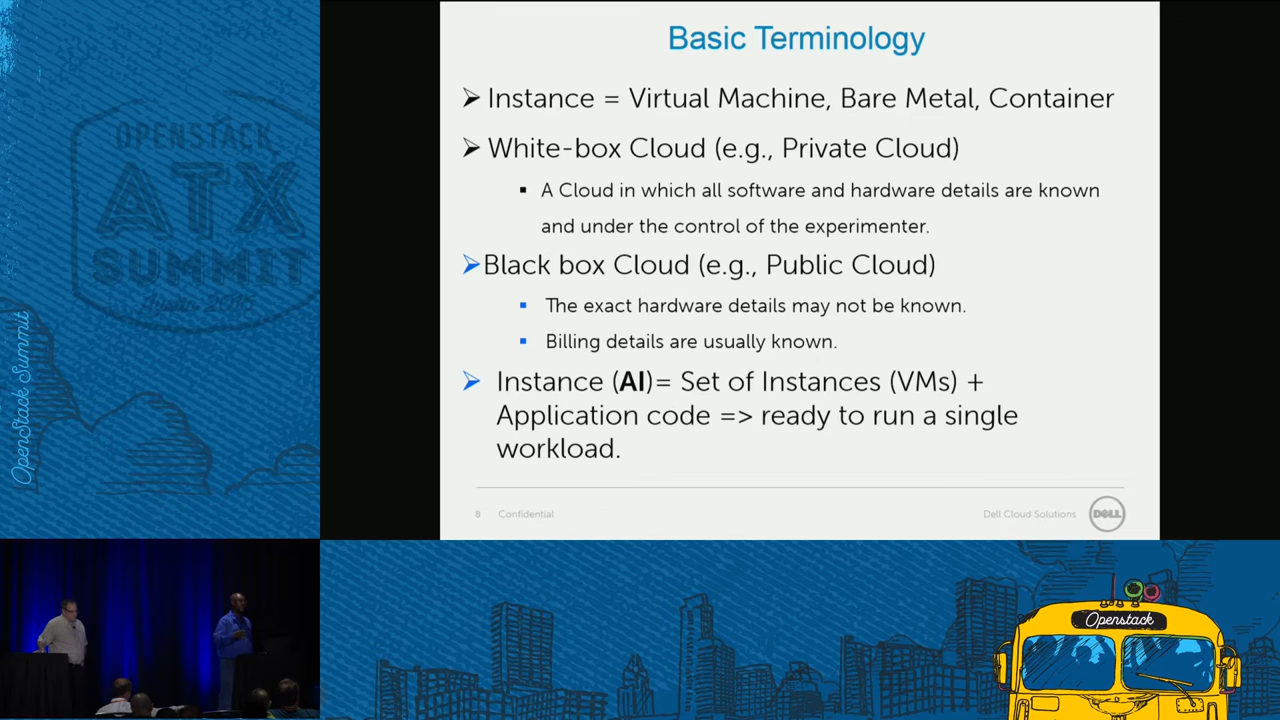 Basic Terminology
➢ Instance = Virtual Machine, Bare Metal, Container
➢ White-box Cloud (e.g., Private Cloud)
▪ A Cloud in which all software and hardware details are known
and under the control of the experimenter.
➢ Black box Cloud (e.g., Public Cloud)
▪ The exact hardware details may not be known.
▪ Billing details are usually known.
➢ Instance (AI)= Set of Instances (VMs) +
Application code => ready to run a single
workload.
8 Confidential
Dell Cloud Solutions
DELL
OPENSTACK
ATX
SUMMIT
Austin 2016
OpenStack Summit
Openstack